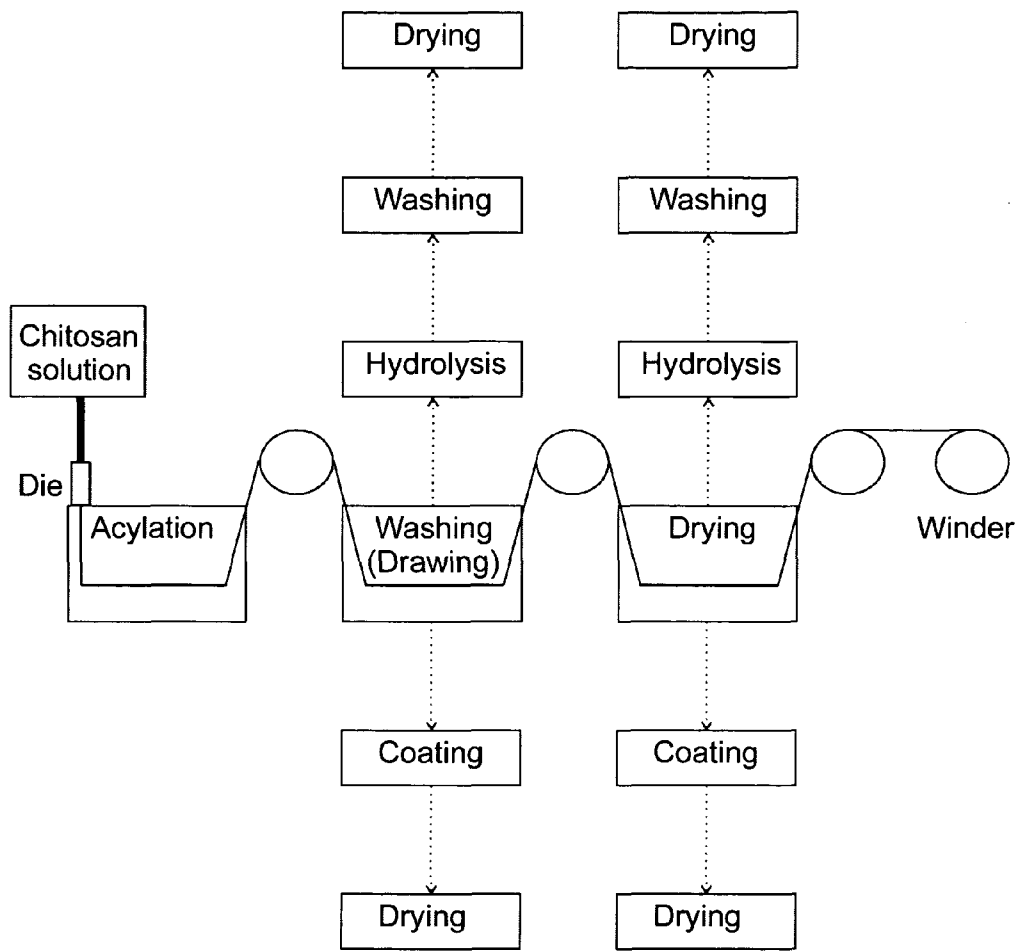 Drying
Drying
Washing
Washing
Chitosan
solution
Hydrolysis
Hydrolysis
Die
Acylation
Washing
(Drawing)
Drying
Winder
Coating
Coating
Drying
Drying